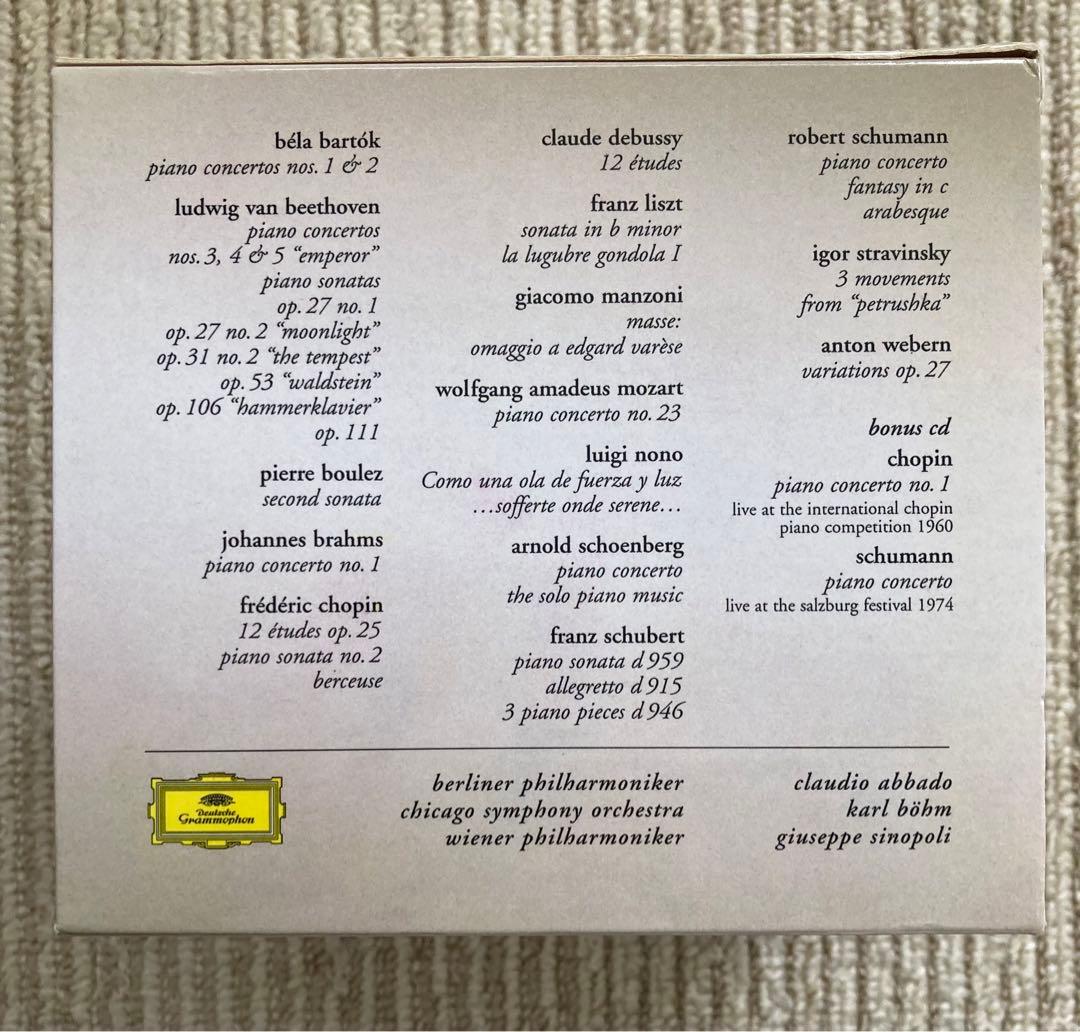 béla bartók
piano concertos nos. 1 & 2
ludwig van beethoven
piano concertos
nos. 3, 4 & 5 “emperor”
piano sonatas
op. 27 no. 1
op. 27 no. 2 “moonlight”
op. 31 no. 2 “the tempest”
op. 53 “waldstein”
op. 106 “hammerklavier”
op. 111
pierre boulez
second sonata
johannes brahms
piano concerto no. 1
frédéric chopin
12 études op. 25
piano sonata no. 2
berceuse
claude debussy
12 études
franz liszt
sonata in b minor
la lugubre gondola I
giacomo manzoni
masse:
omaggio a edgard varèse
wolfgang amadeus mozart
piano concerto no. 23
luigi nono
Como una ola de fuerza y luz
…sofferte onde serene…
arnold schoenberg
piano concerto
the solo piano music
franz schubert
piano sonata d 959
allegretto d 915
3 piano pieces d 946
robert schumann
piano concerto
fantasy in c
arabesque
igor stravinsky
3 movements
from “petrushka”
anton webern
variations op. 27
bonus cd
chopin
piano concerto no. 1
live at the international chopin
piano competition 1960
schumann
piano concerto
live at the salzburg festival 1974
Deutsche
Grammophon
berliner philharmoniker
chicago symphony orchestra
wiener philharmoniker
claudio abbado
karl böhm
giuseppe sinopoli